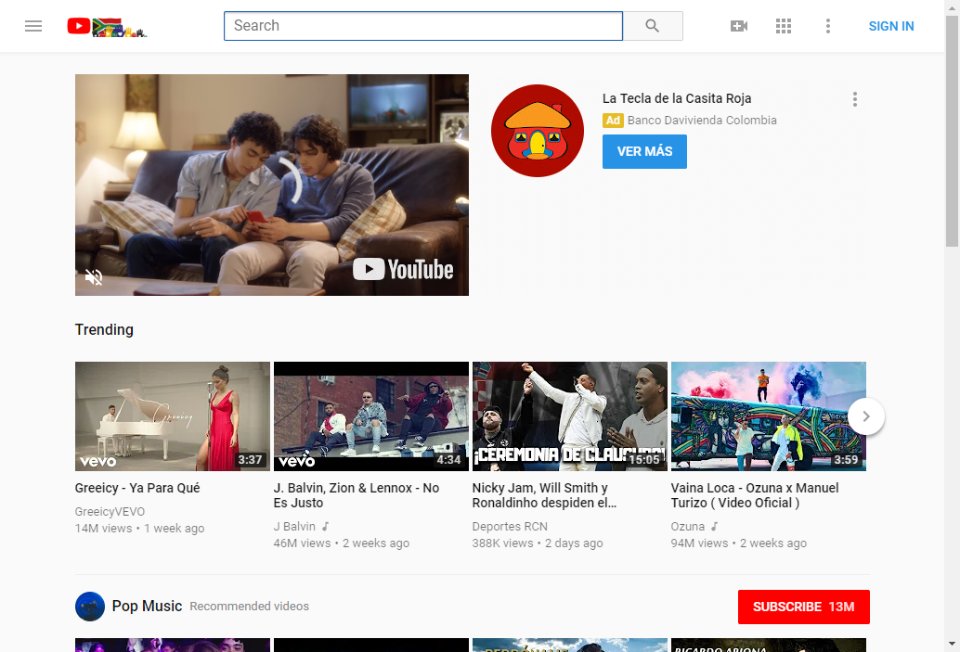 Search
SIGN IN
YouTube
La Tecla de la Casita Roja
Ad Banco Davivienda Colombia
VER MÁS
Trending
Greeicy
vevo
3:37
vevo
4:34
¡CEREMONIA DE CLAUSURA!
15:05
3:59
Greeicy - Ya Para Qué
GreeicyVEVO
14M views • 1 week ago
J. Balvin, Zion & Lennox - No
Es Justo
J Balvin
46M views • 2 weeks ago
Nicky Jam, Will Smith y
Ronaldinho despiden el...
Deportes RCN
388K views • 2 days ago
Vaina Loca - Ozuna x Manuel
Turizo ( Video Oficial )
Ozuna
94M views • 2 weeks ago
Pop Music Recommended videos
SUBSCRIBE 13M
RICARDO ARJONA